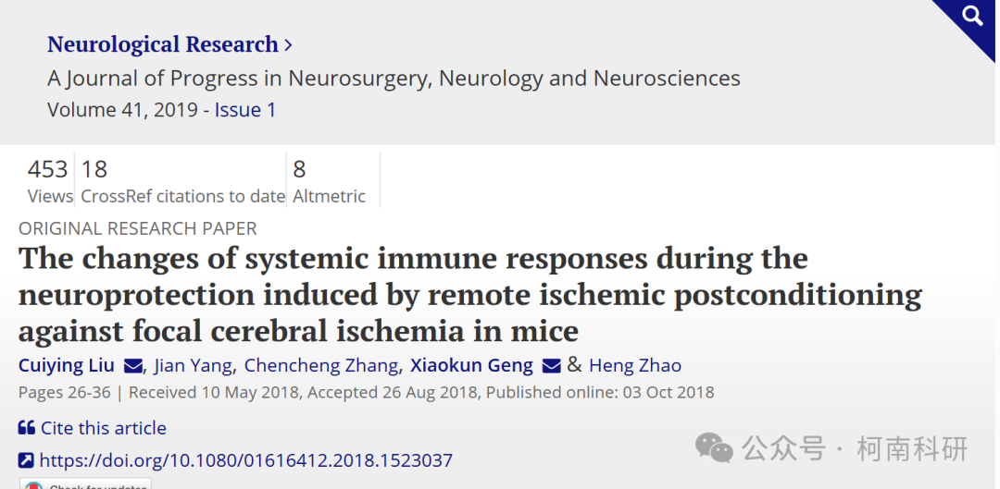 Neurological Research >
A Journal of Progress in Neurosurgery, Neurology and Neurosciences
Volume 41, 2019 - Issue 1
453 18 8
Views CrossRef citations to date Altmetric
ORIGINAL RESEARCH PAPER
The changes of systemic immune responses during the
neuroprotection induced by remote ischemic postconditioning
against focal cerebral ischemia in mice
Cuiying Liu, Jian Yang, Chencheng Zhang, Xiaokun Geng & Heng Zhao
Pages 26-36 | Received 10 May 2018, Accepted 26 Aug 2018, Published online: 03 Oct 2018
Cite this article
https://doi.org/10.1080/01616412.2018.1523037
公众号 · 柯南科研
Check for updates